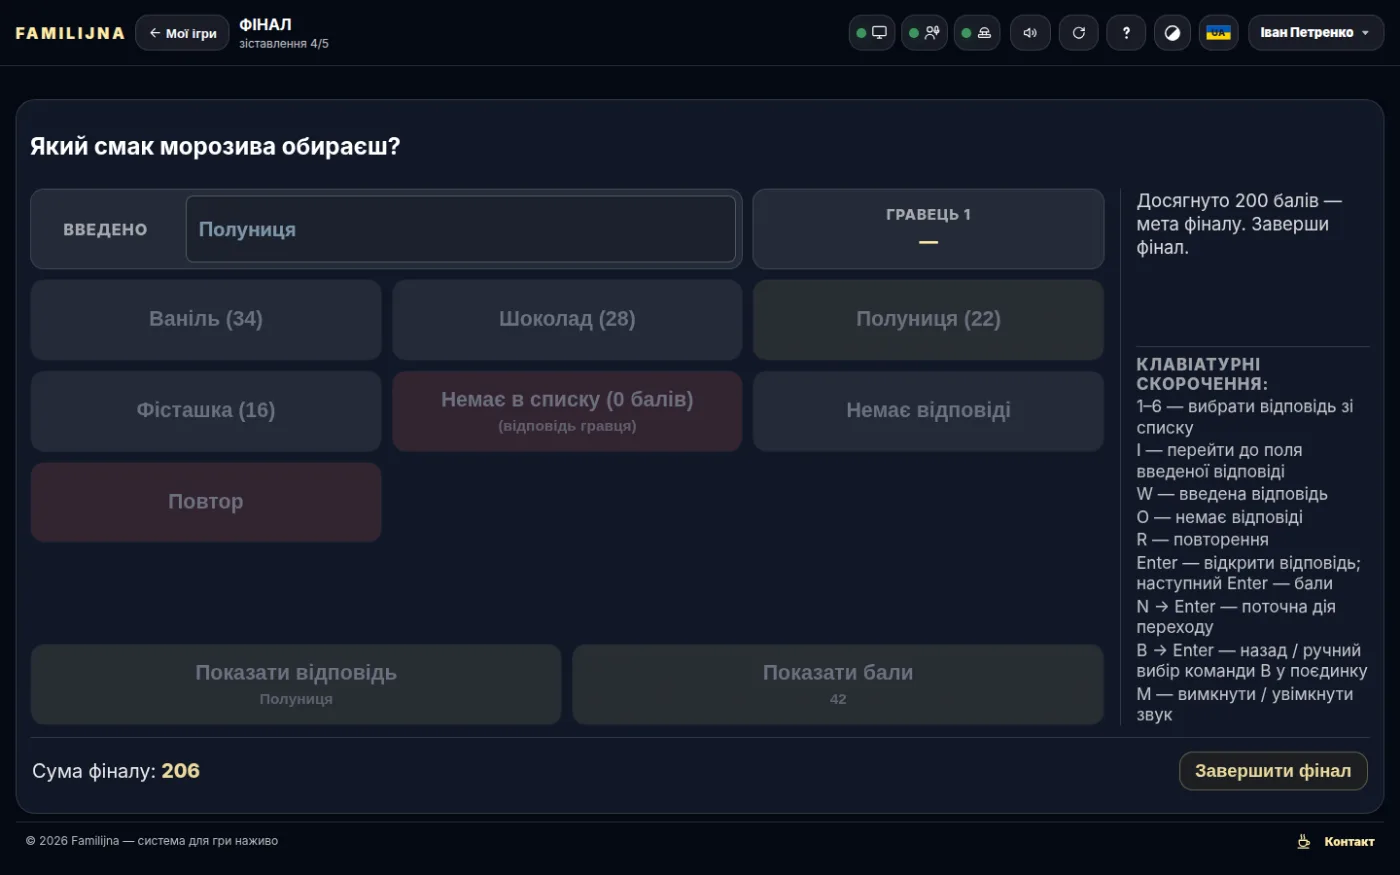 FAMILIJNA
← Мої ігри
ФІНАЛ
зіставлення 4/5
?
UA
Іван Петренко
Який смак морозива обираєш?
ВВЕДЕНО
Полуниця
ГРАВЕЦЬ 1
—
Ваніль (34)
Шоколад (28)
Полуниця (22)
Фісташка (16)
Немає в списку (0 балів)
(відповідь гравця)
Немає відповіді
Повтор
Показати відповідь
Полуниця
Показати бали
42
Досягнуто 200 балів —
мета фіналу. Заверши
фінал.
КЛАВІАТУРНІ
СКОРОЧЕННЯ:
1–6 — вибрати відповідь зі
списку
I — перейти до поля
введеної відповіді
W — введена відповідь
O — немає відповіді
R — повторення
Enter — відкрити відповідь;
наступний Enter — бали
N → Enter — поточна дія
переходу
B → Enter — назад / ручний
вибір команди B у поєдинку
M — вимкнути / увімкнути
звук
Сума фіналу: 206
Завершити фінал
© 2026 Familijna — система для гри наживо
Контакт